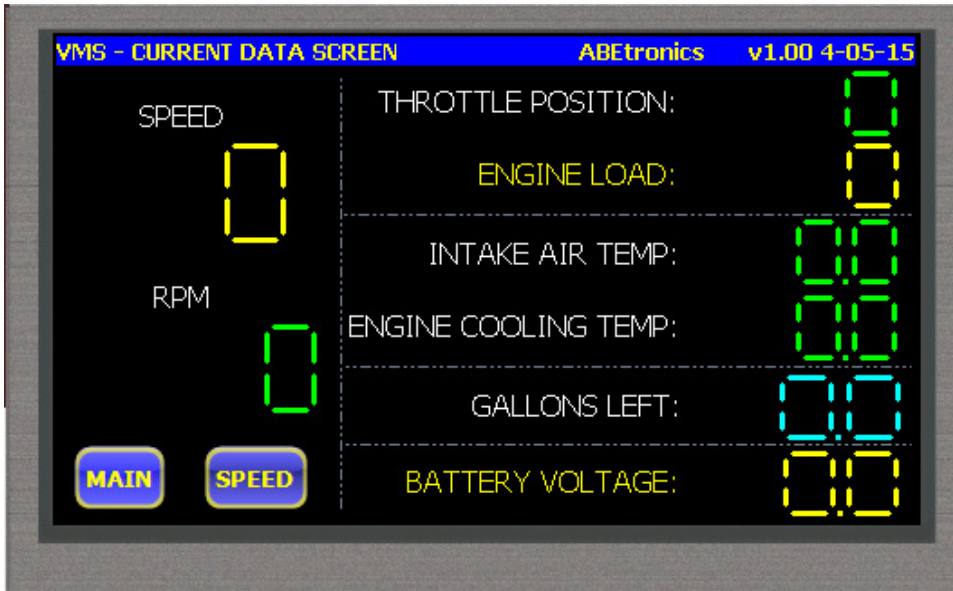 VMS - CURRENT DATA SCREEN ABEtronics v1.00 4-05-15
SPEED
0
RPM
0
MAIN SPEED
THROTTLE POSITION: 0
ENGINE LOAD: 0
INTAKE AIR TEMP: 0.0
ENGINE COOLING TEMP: 0.0
GALLONS LEFT: 0.0
BATTERY VOLTAGE: 0.0